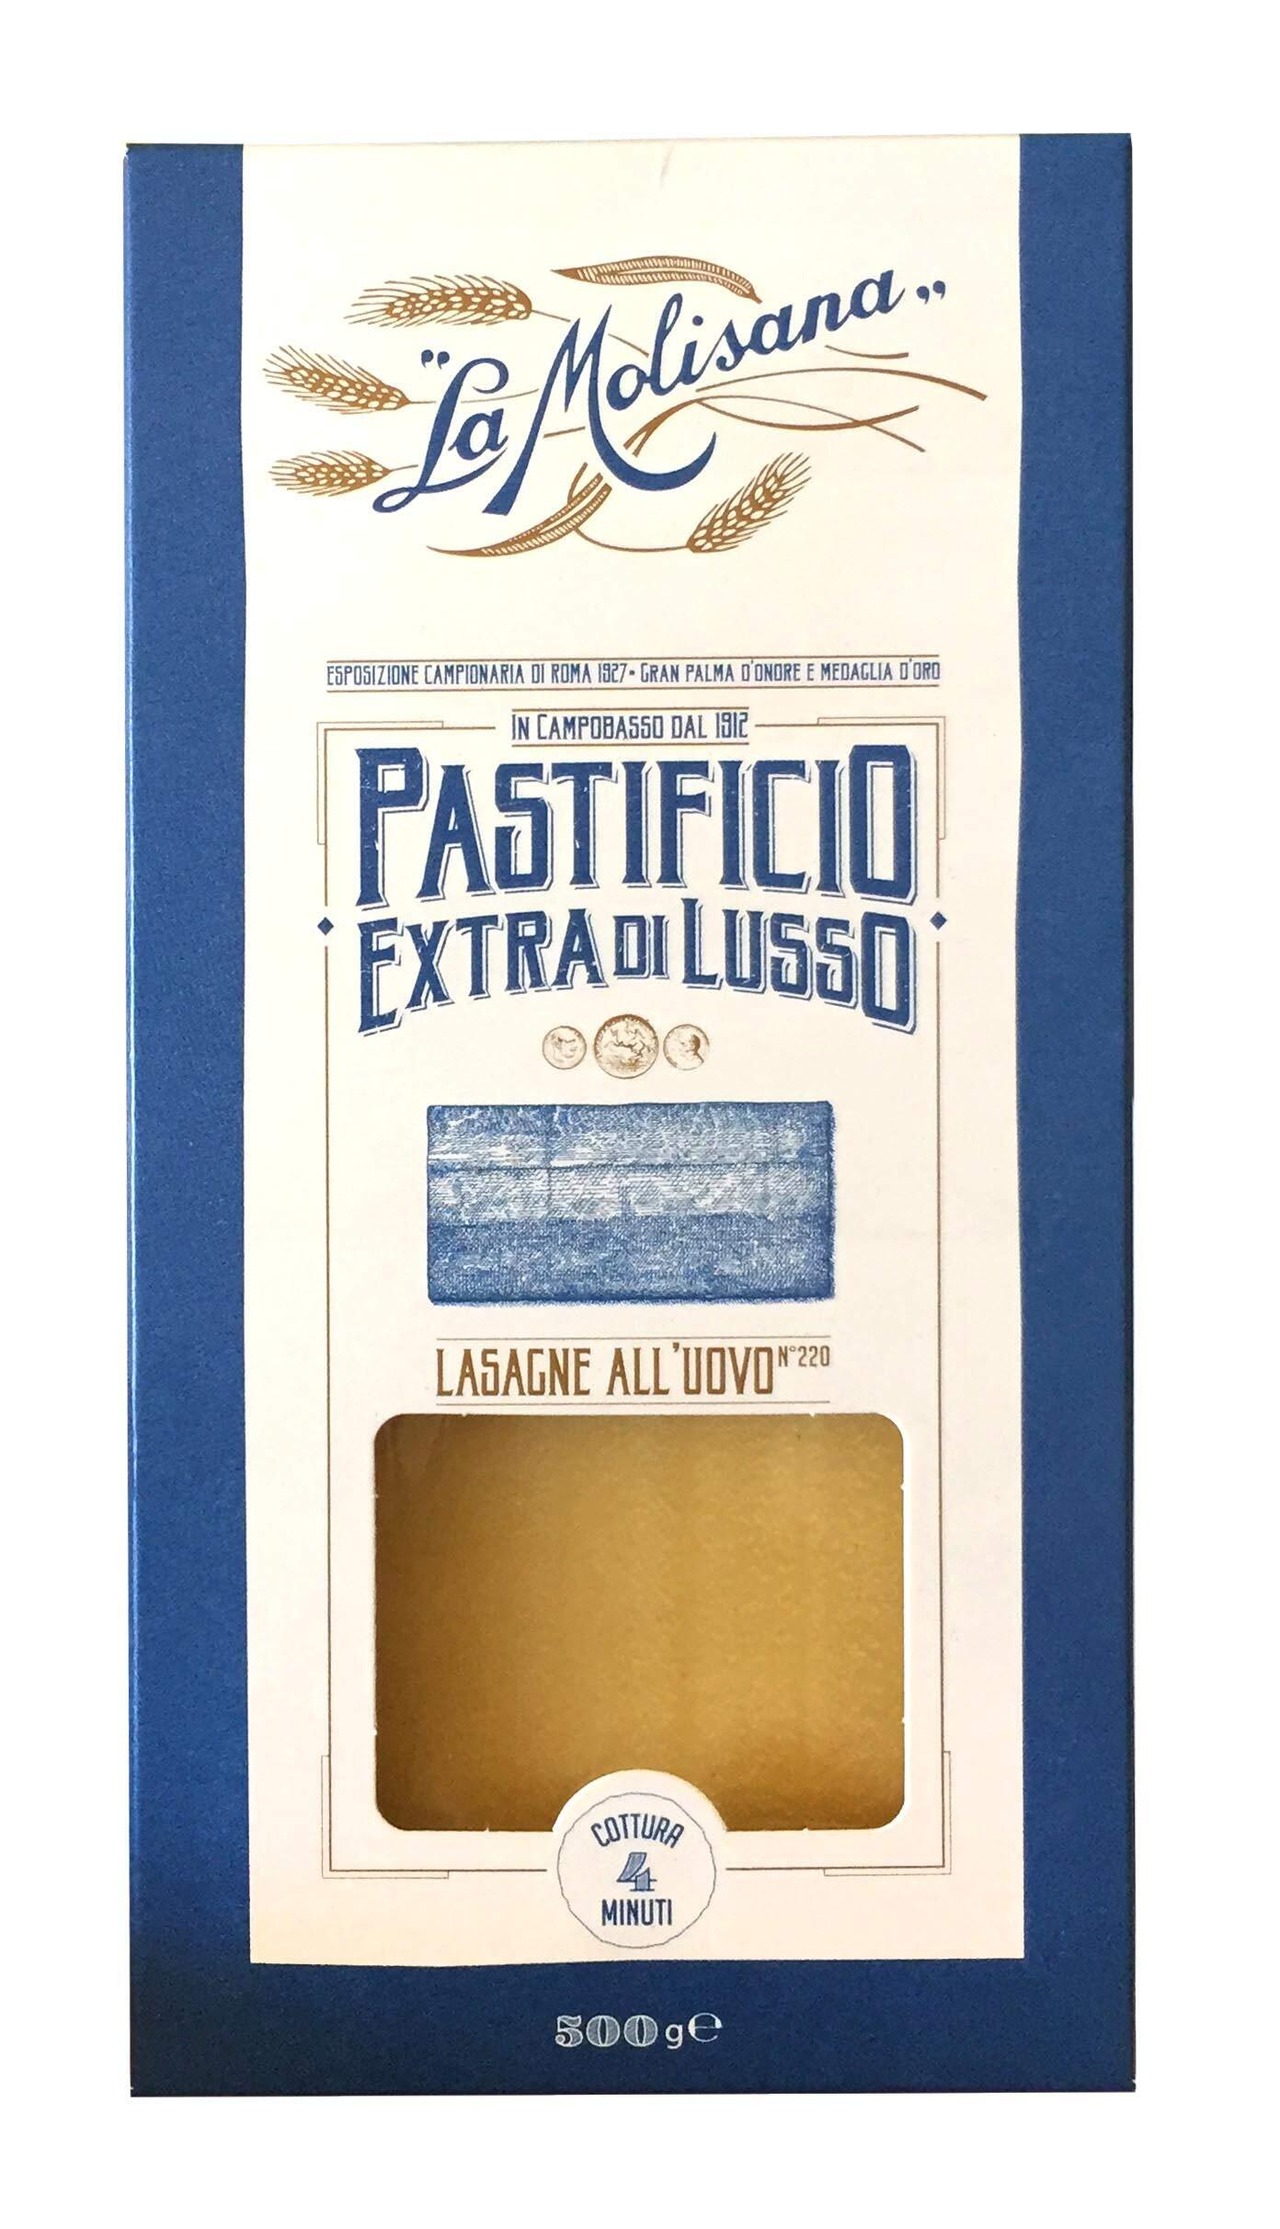 "La Molisana"
ESPOSIZIONE CAMPIONARIA DI ROMA 1927 • GRAN PALMA D'ONORE E MEDAGLIA D'ORO
IN CAMPOBASSO DAL 1912
PASTIFICIO
EXTRA DI LUSSO
LASAGNE ALL'UOVO N°220
COTTURA
4
MINUTI
500 g ℮